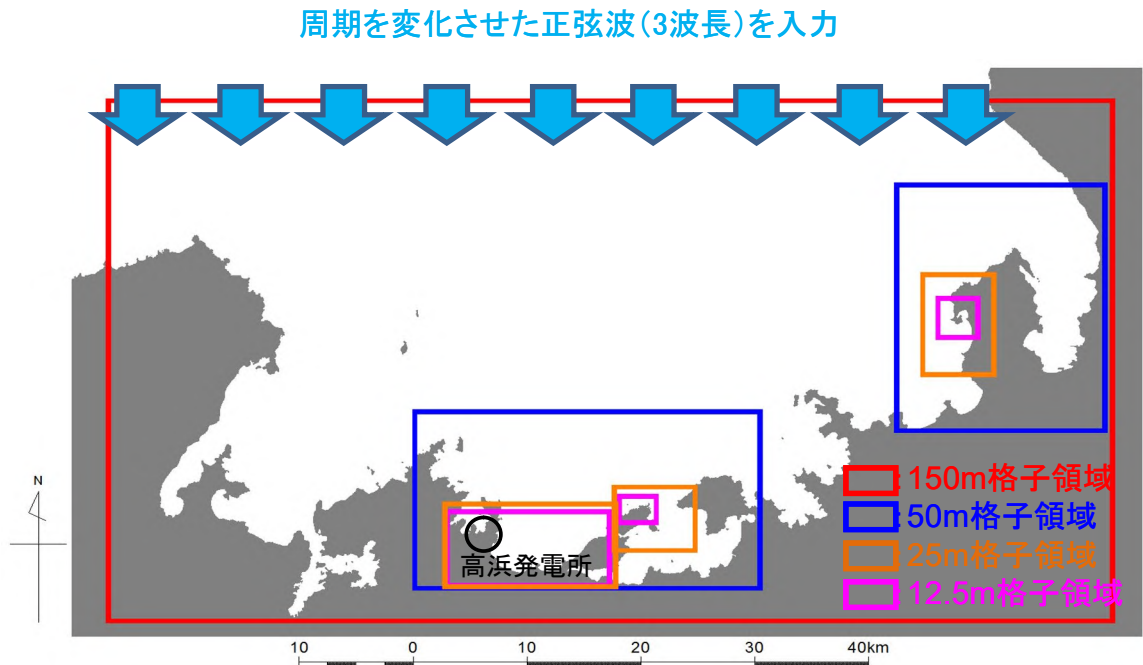 周期を変化させた正弦波(3波長)を入力
N
高浜発電所
:150m格子領域
:50m格子領域
:25m格子領域
:12.5m格子領域
10 0 10 20 30 40km